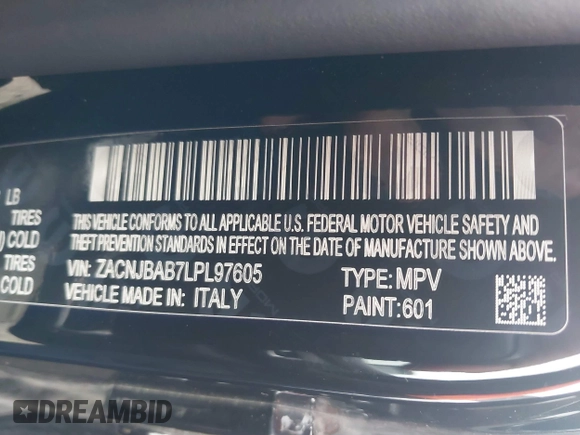 LB
TIRES
COLD
TIRES
COLD
THIS VEHICLE CONFORMS TO ALL APPLICABLE U.S. FEDERAL MOTOR VEHICLE SAFETY AND
THEFT PREVENTION STANDARDS IN EFFECT ON THE DATE OF MANUFACTURE SHOWN ABOVE.
VIN: ZACNJBAB7LPL97605 TYPE: MPV
VEHICLE MADE IN: ITALY PAINT: 601
DREAMBID